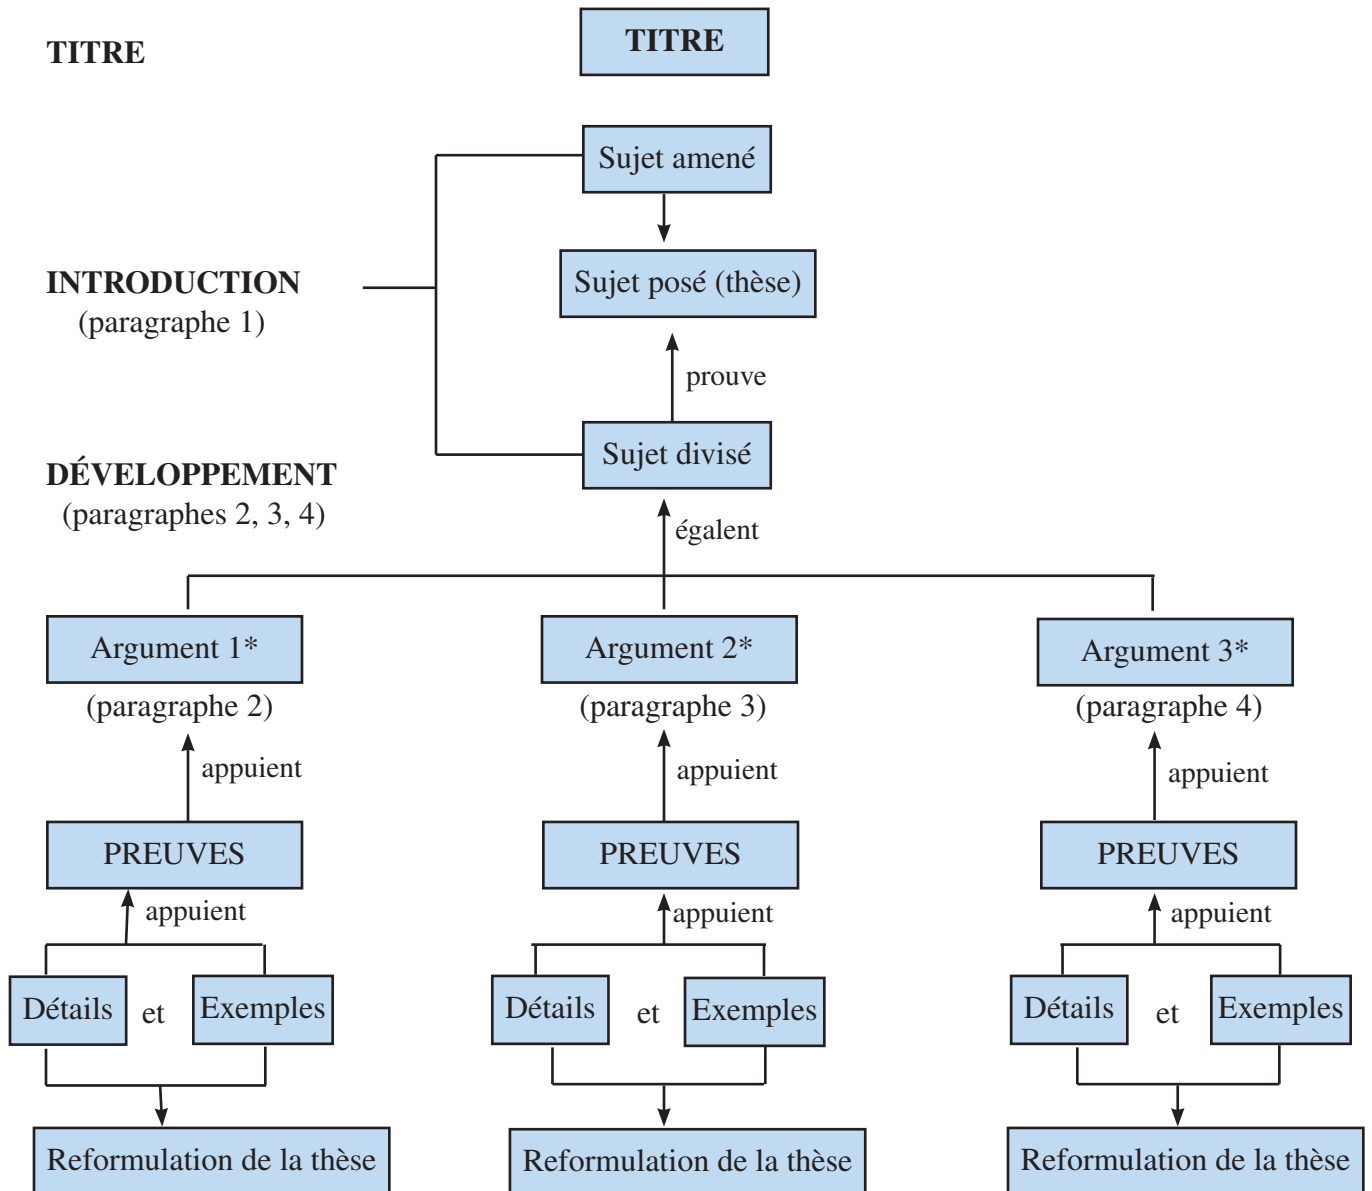 TITRE
TITRE
Sujet amené
INTRODUCTION
(paragraphe 1)
Sujet posé (thèse)
prouve
Sujet divisé
DÉVELOPPEMENT
(paragraphes 2, 3, 4)
égalent
Argument 1*
Argument 2*
Argument 3*
(paragraphe 2)
(paragraphe 3)
(paragraphe 4)
appuient
appuient
appuient
PREUVES
PREUVES
PREUVES
appuient
appuient
appuient
Détails et Exemples
Détails et Exemples
Détails et Exemples
Reformulation de la thèse
Reformulation de la thèse
Reformulation de la thèse